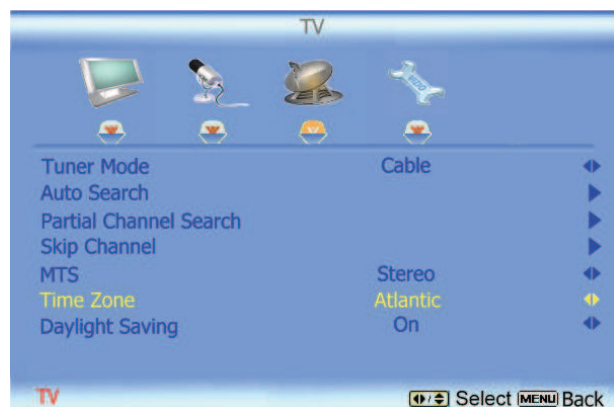 TV
Tuner Mode Cable
Auto Search
Partial Channel Search
Skip Channel
MTS Stereo
Time Zone Atlantic
Daylight Saving On
TV Select MENU Back